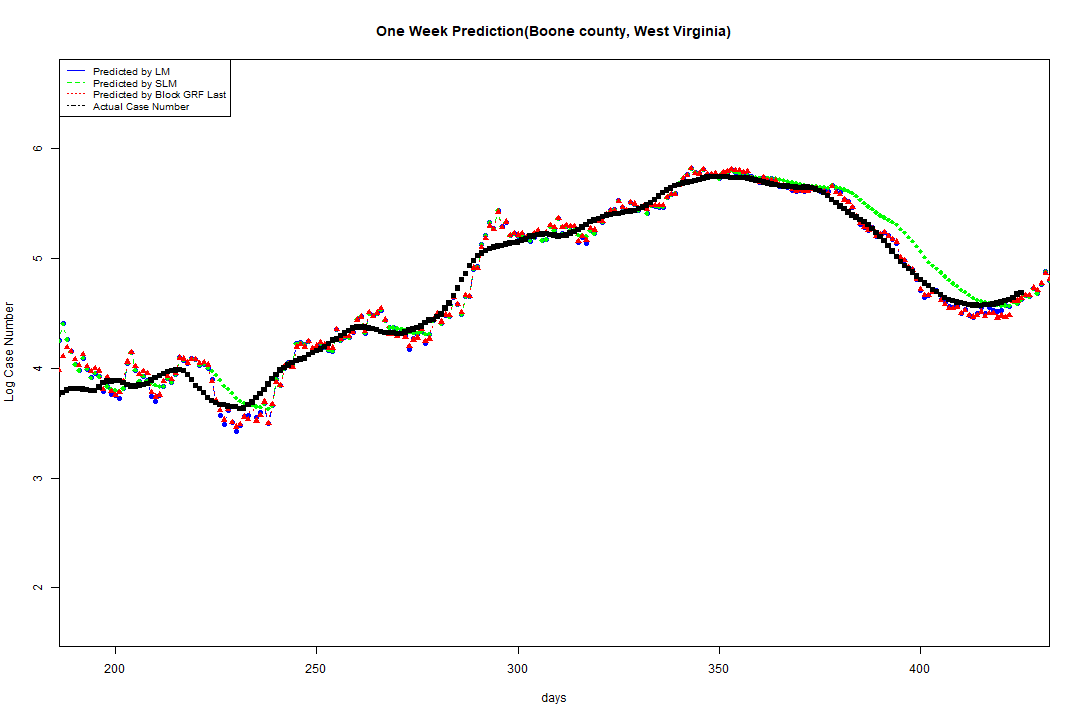 One Week Prediction(Boone county, West Virginia)
Predicted by LM
Predicted by SLM
Predicted by Block GRF Last
Actual Case Number
6
5
4
3
2
Log Case Number
200 250 300 350 400
days